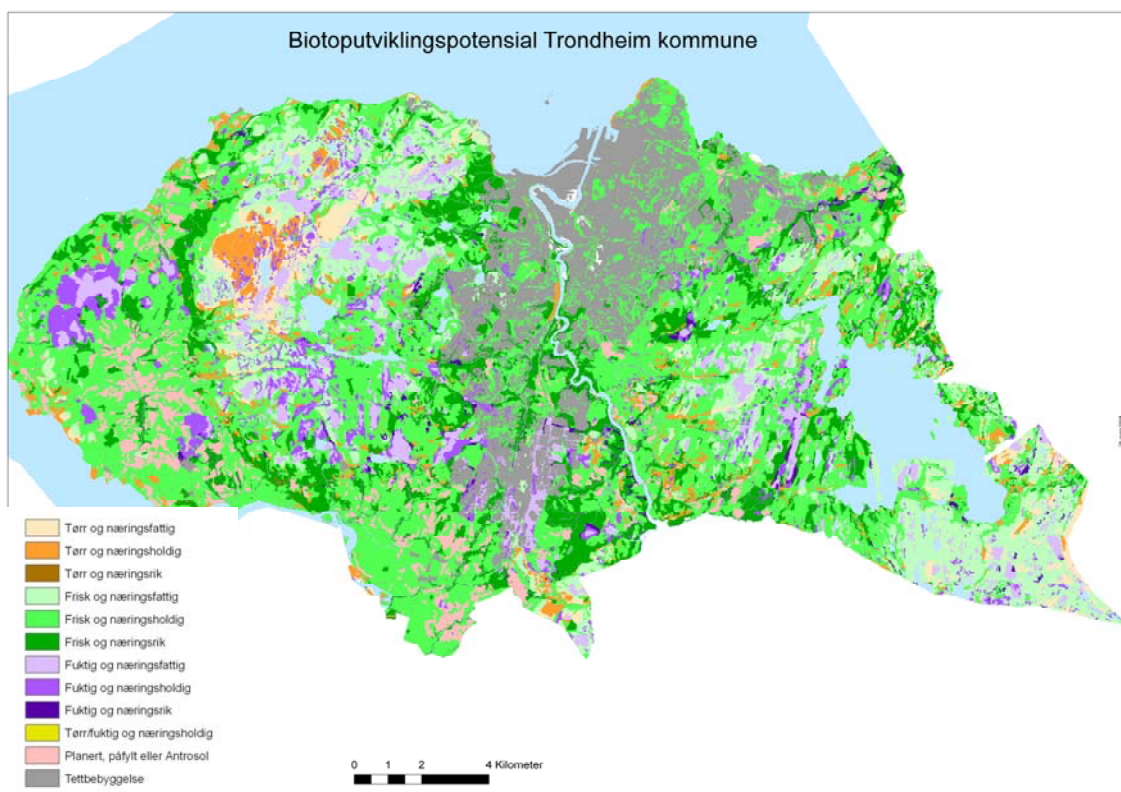 Biotoputviklingspotensial Trondheim kommune
Tørr og næringsfattig
Tørr og næringsholdig
Tørr og næringsrik
Frisk og næringsfattig
Frisk og næringsholdig
Frisk og næringsrik
Fuktig og næringsfattig
Fuktig og næringsholdig
Fuktig og næringsrik
Tørr/fuktig og næringsholdig
Planert, påfylt eller Antrosol
Tettbebyggelse
0 1 2 4 Kilometer